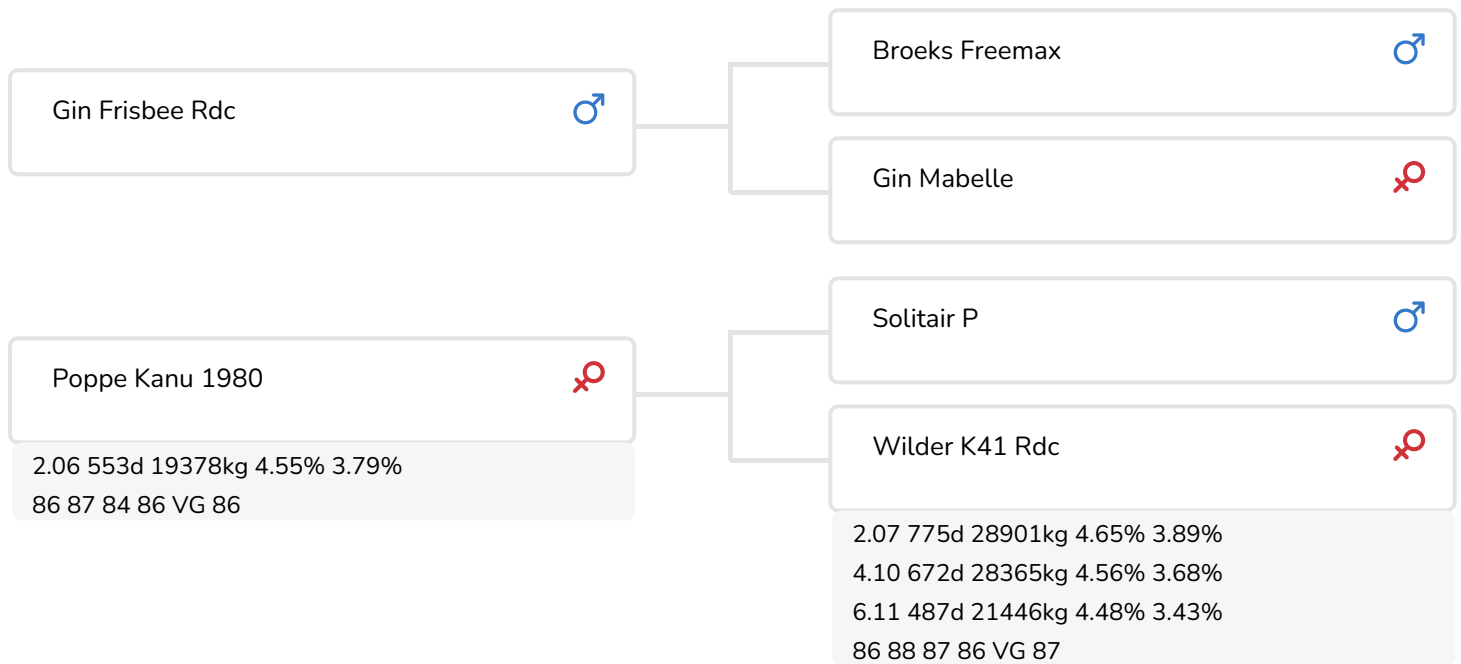 Gin Frisbee Rdc
Broeks Freemax
Gin Mabelle
Poppe Kanu 1980
2.06 553d 19378kg 4.55% 3.79%
86 87 84 86 VG 86
Solitair P
Wilder K41 Rdc
2.07 775d 28901kg 4.65% 3.89%
4.10 672d 28365kg 4.56% 3.68%
6.11 487d 21446kg 4.48% 3.43%
86 88 87 86 VG 87